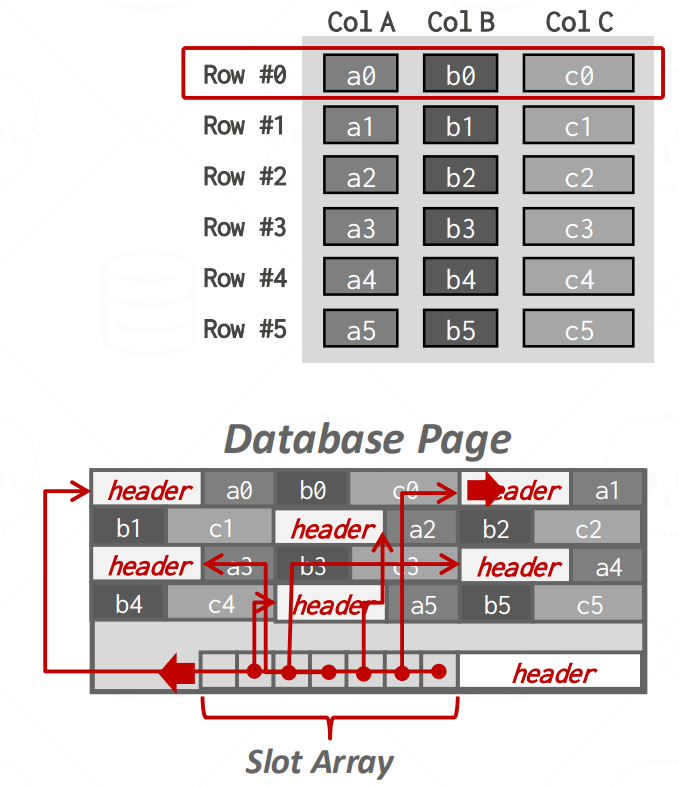 Col A Col B Col C
Row #0 a0 b0 c0
Row #1 a1 b1 c1
Row #2 a2 b2 c2
Row #3 a3 b3 c3
Row #4 a4 b4 c4
Row #5 a5 b5 c5
Database Page
header a0 b0 c0 eader a1
b1 c1 header a2 b2 c2
header a3 b3 c3 header a4
b4 c4 header a5 b5 c5
header
Slot Array